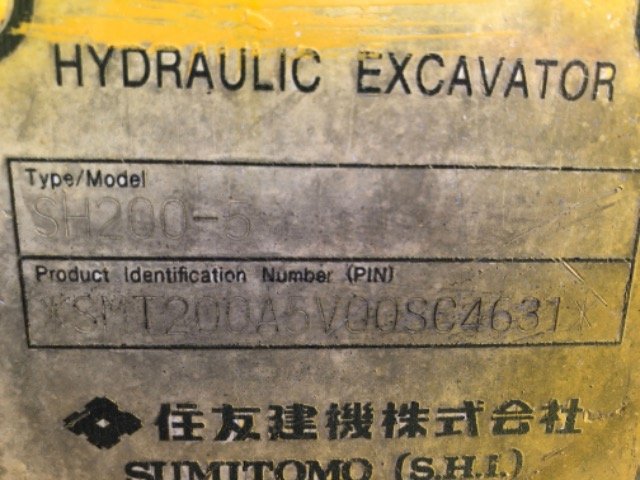 HYDRAULIC EXCAVATOR
Type/Model
SH200-5
Product Identification Number (PIN)
*SMT200A5V00SC4631*
住友建機株式会社
SUMITOMO (S.H.I.)